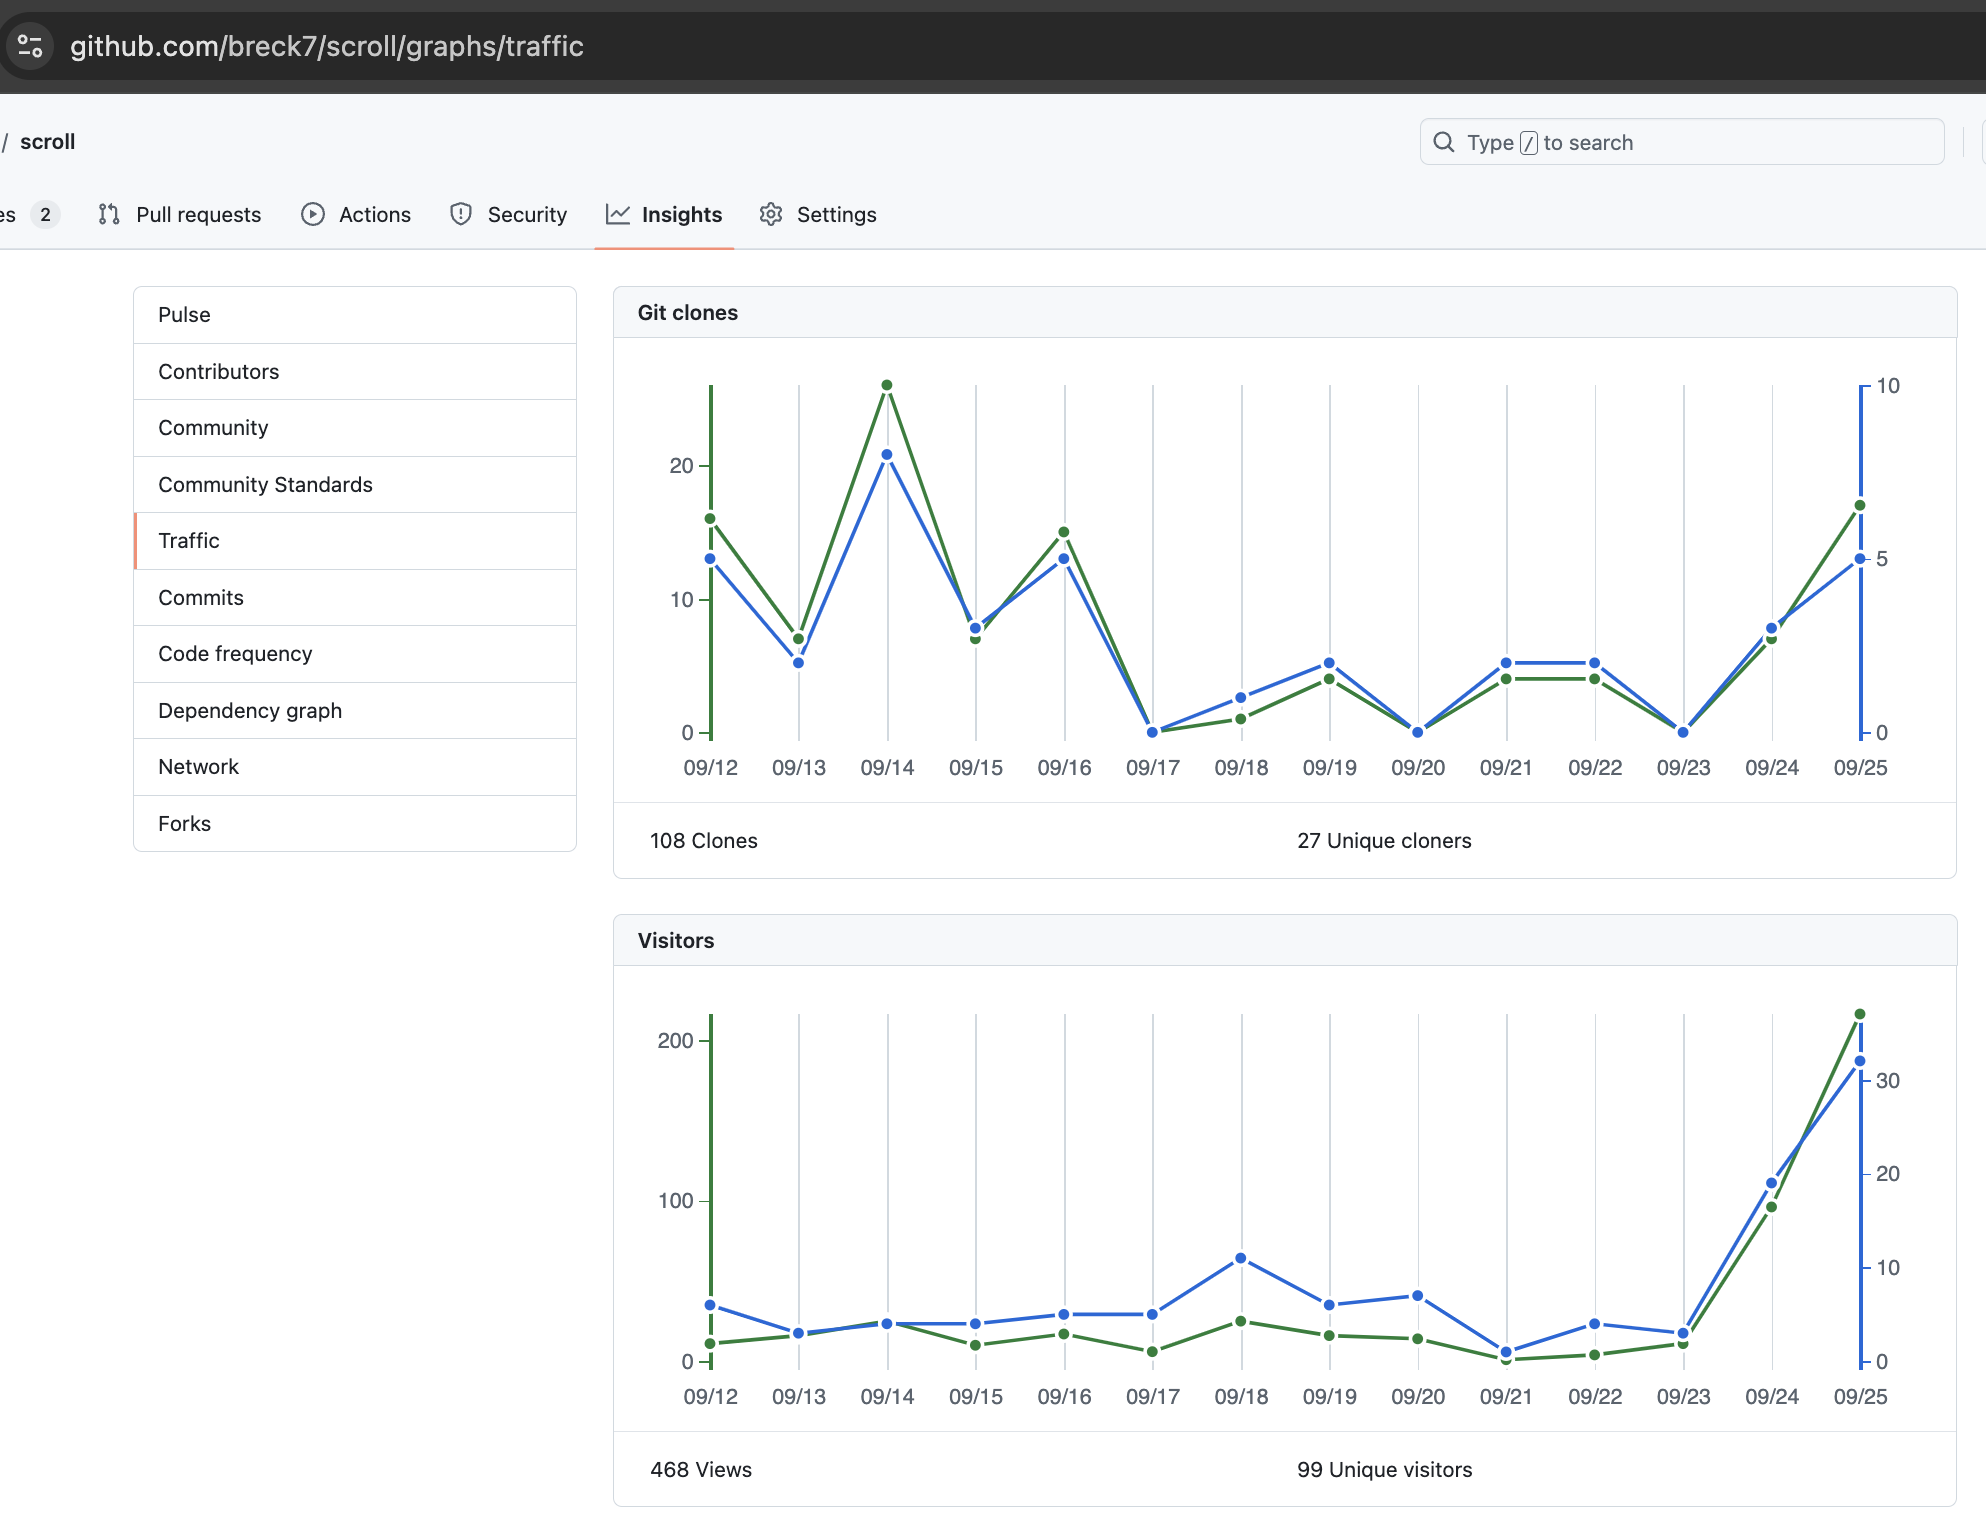 github.com/breck7/scroll/graphs/traffic
/ scroll
Type / to search
es 2 Pull requests Actions Security Insights Settings
Pulse
Contributors
Community
Community Standards
Traffic
Commits
Code frequency
Dependency graph
Network
Forks
Git clones
10
20
5
10
0 0
09/12 09/13 09/14 09/15 09/16 09/17 09/18 09/19 09/20 09/21 09/22 09/23 09/24 09/25
108 Clones 27 Unique cloners
Visitors
200
30
20
100
10
0 0
09/12 09/13 09/14 09/15 09/16 09/17 09/18 09/19 09/20 09/21 09/22 09/23 09/24 09/25
468 Views 99 Unique visitors